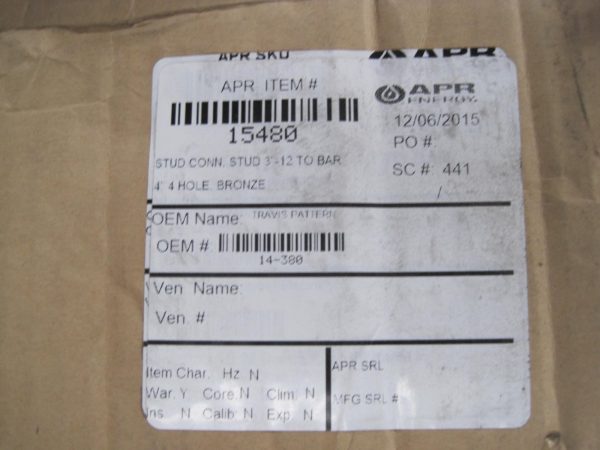 APR SKU
APR
APR ITEM #
APR
ENERGY.
15480
12/06/2015
PO #:
STUD CONN, STUD 3"-12 TO BAR
SC #: 441
4" 4 HOLE, BRONZE
/
OEM Name: TRAVIS PATTERN
OEM #
14-380
Ven Name:
Ven. #
Item Char. Hz N
APR SRL
War. Y Core: N Clim: N
MFG SRL #
Ins. N Calib: N Exp. N